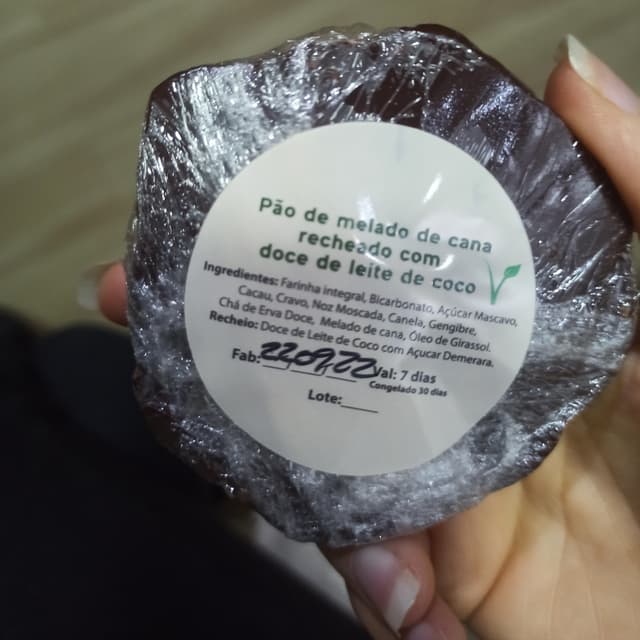 Pão de melado de cana
recheado com
doce de leite de coco
Ingredientes: Farinha integral, Bicarbonato, Açúcar Mascavo,
Cacau, Cravo, Noz Moscada, Canela, Gengibre,
Chá de Erva Doce, Melado de cana, Óleo de Girassol.
Recheio: Doce de Leite de Coco com Açucar Demerara.
Fab: 22 09 22 Val: 7 dias
Congelado 30 dias
Lote: